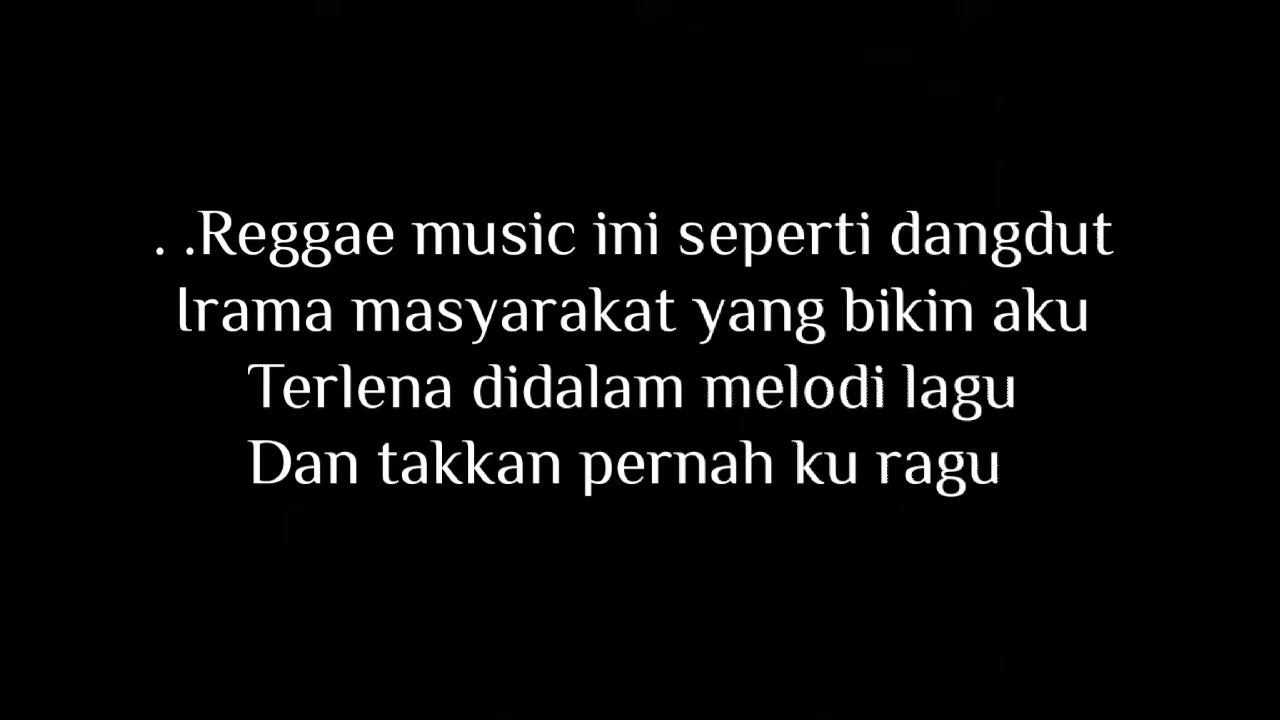 . .Reggae music ini seperti dangdut
Irama masyarakat yang bikin aku
Terlena didalam melodi lagu
Dan takkan pernah ku ragu